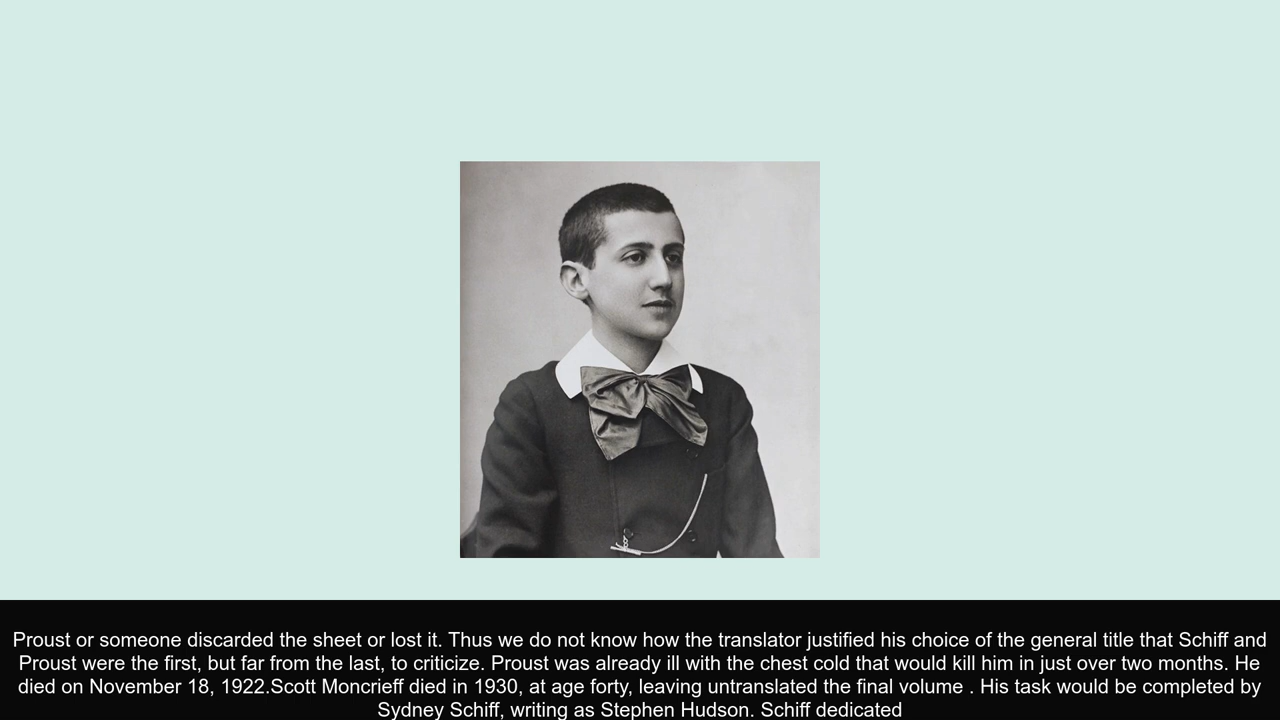 Proust or someone discarded the sheet or lost it. Thus we do not know how the translator justified his choice of the general title that Schiff and
Proust were the first, but far from the last, to criticize. Proust was already ill with the chest cold that would kill him in just over two months. He
died on November 18, 1922.Scott Moncrieff died in 1930, at age forty, leaving untranslated the final volume . His task would be completed by
Sydney Schiff, writing as Stephen Hudson. Schiff dedicated